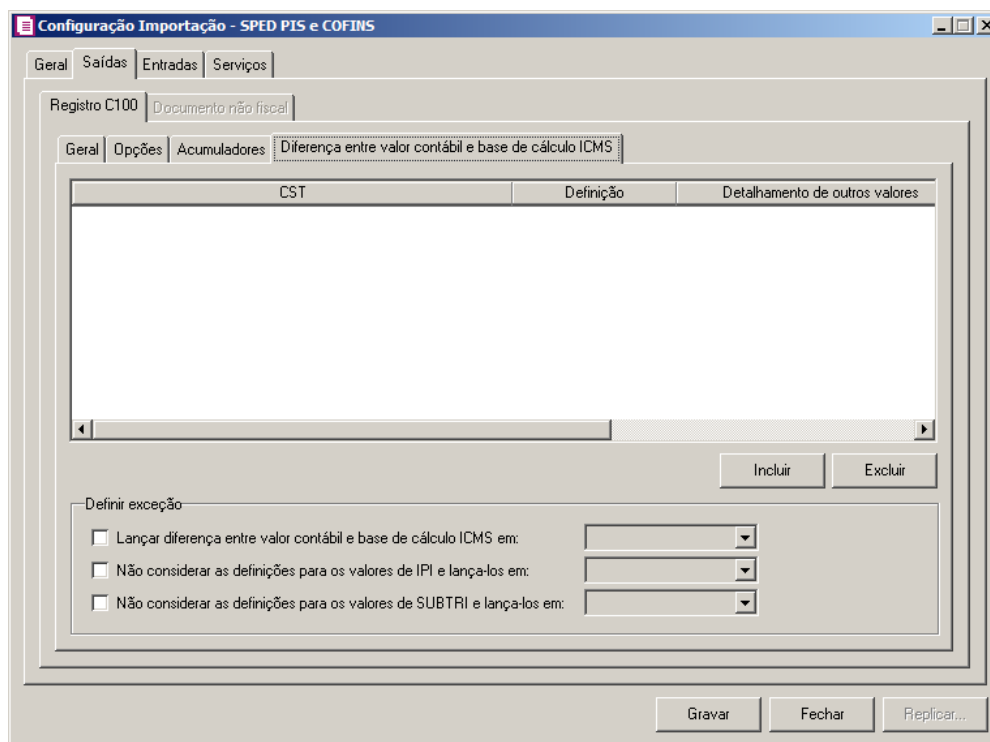 Configuração Importação - SPED PIS e COFINS
Geral Saídas Entradas Serviços
Registro C100 Documento não fiscal
Geral Opções Acumuladores Diferença entre valor contábil e base de cálculo ICMS
CST Definição Detalhamento de outros valores
Incluir Excluir
Definir exceção
Lançar diferença entre valor contábil e base de cálculo ICMS em:
Não considerar as definições para os valores de IPI e lança-los em:
Não considerar as definições para os valores de SUBTRI e lança-los em:
Gravar Fechar Replicar...